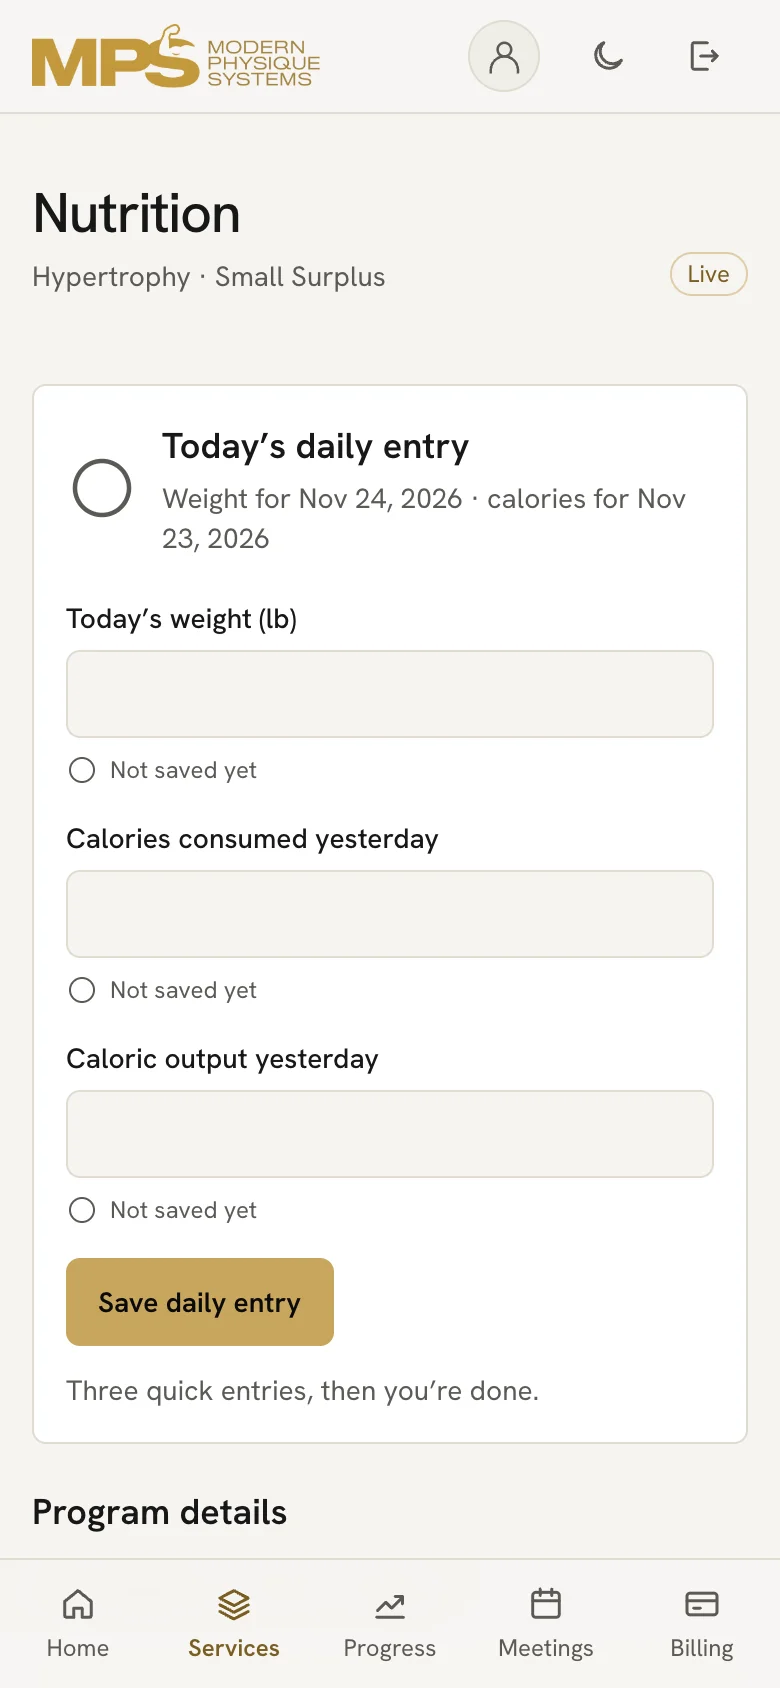 MPS MODERN
PHYSIQUE
SYSTEMS
Nutrition
Hypertrophy · Small Surplus
Live
Today’s daily entry
Weight for Nov 24, 2026 · calories for Nov
23, 2026
Today’s weight (lb)
Not saved yet
Calories consumed yesterday
Not saved yet
Caloric output yesterday
Not saved yet
Save daily entry
Three quick entries, then you’re done.
Program details
Home
Services
Progress
Meetings
Billing